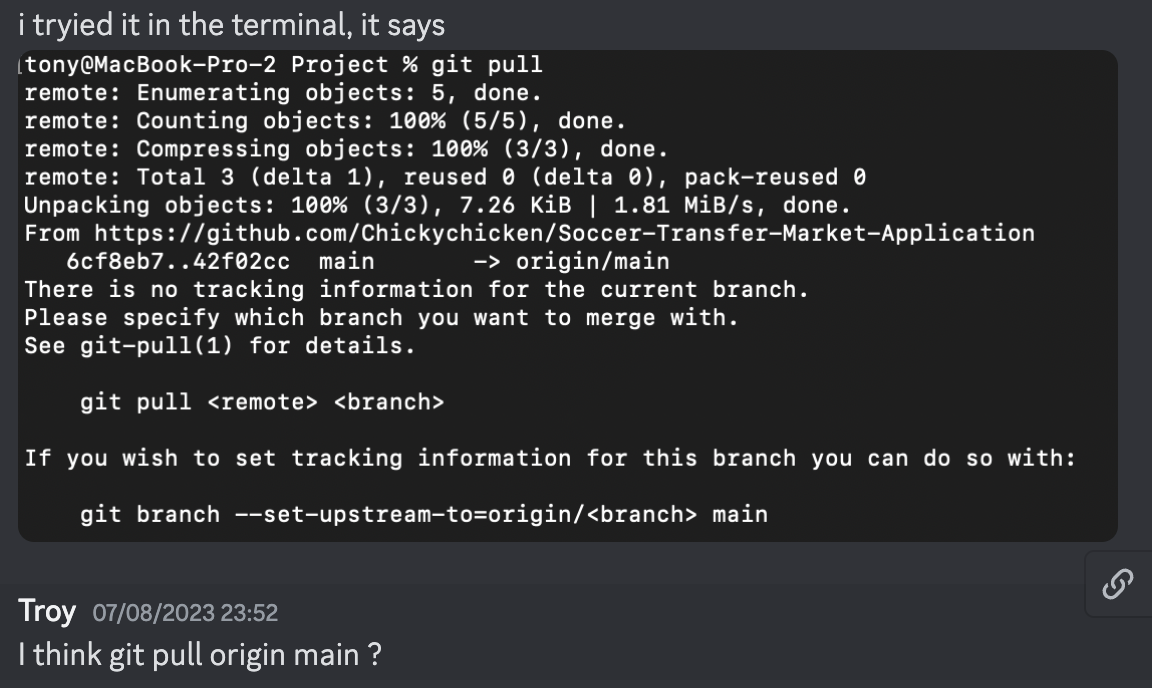 i tryied it in the terminal, it says
tony@MacBook-Pro-2 Project % git pull
remote: Enumerating objects: 5, done.
remote: Counting objects: 100% (5/5), done.
remote: Compressing objects: 100% (3/3), done.
remote: Total 3 (delta 1), reused 0 (delta 0), pack-reused 0
Unpacking objects: 100% (3/3), 7.26 KiB | 1.81 MiB/s, done.
From https://github.com/Chickychicken/Soccer-Transfer-Market-Application
   6cf8eb7..42f02cc  main       -> origin/main
There is no tracking information for the current branch.
Please specify which branch you want to merge with.
See git-pull(1) for details.
    git pull <remote> <branch>
If you wish to set tracking information for this branch you can do so with:
    git branch --set-upstream-to=origin/<branch> main
Troy 07/08/2023 23:52
I think git pull origin main ?